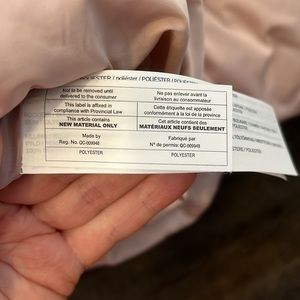 POLYESTER / poliéstet / POLIÉSTER / POLYESTER
Not to be removed until
delivered to the consumer
Ne pas enlever avant la
livraison au consommateur
This label is affixed in
compliance with Provincial Law
Cette étiquette est apposée
conformément à la loi de la province
This article contains
NEW MATERIAL ONLY
Cet article contient des
MATÉRIAUX NEUFS SEULEMENT
Made by
Reg. No. QC-009948
Fabriqué par
N° de permis: QC-009948
POLYESTER
POLYESTER